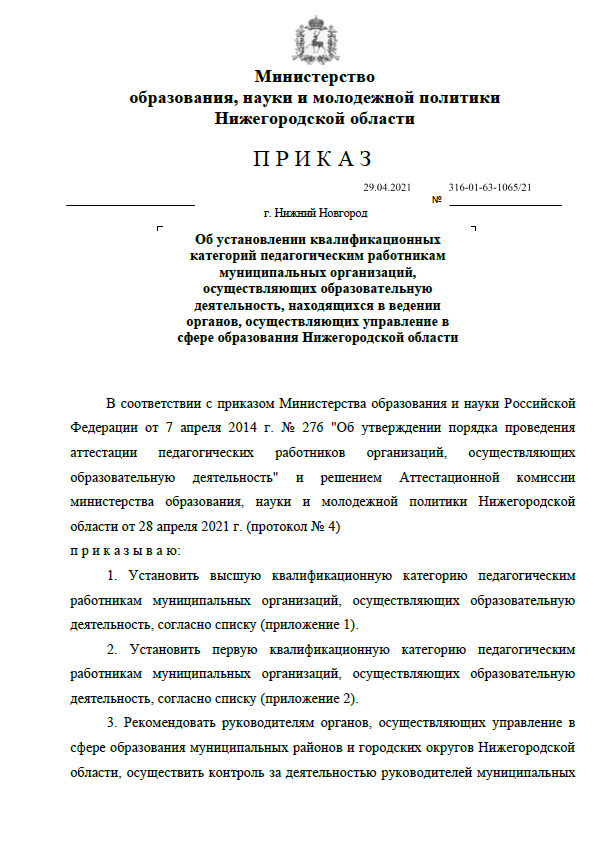 Министерство
образования, науки и молодежной политики
Нижегородской области
П Р И К А З
29.04.2021 № 316-01-63-1065/21
г. Нижний Новгород
Об установлении квалификационных
категорий педагогическим работникам
муниципальных организаций,
осуществляющих образовательную
деятельность, находящихся в ведении
органов, осуществляющих управление в
сфере образования Нижегородской области
В соответствии с приказом Министерства образования и науки Российской
Федерации от 7 апреля 2014 г. № 276 "Об утверждении порядка проведения
аттестации педагогических работников организаций, осуществляющих
образовательную деятельность" и решением Аттестационной комиссии
министерства образования, науки и молодежной политики Нижегородской
области от 28 апреля 2021 г. (протокол № 4)
п р и к а з ы в а ю:
1. Установить высшую квалификационную категорию педагогическим
работникам муниципальных организаций, осуществляющих образовательную
деятельность, согласно списку (приложение 1).
2. Установить первую квалификационную категорию педагогическим
работникам муниципальных организаций, осуществляющих образовательную
деятельность, согласно списку (приложение 2).
3. Рекомендовать руководителям органов, осуществляющих управление в
сфере образования муниципальных районов и городских округов Нижегородской
области, осуществить контроль за деятельностью руководителей муниципальных